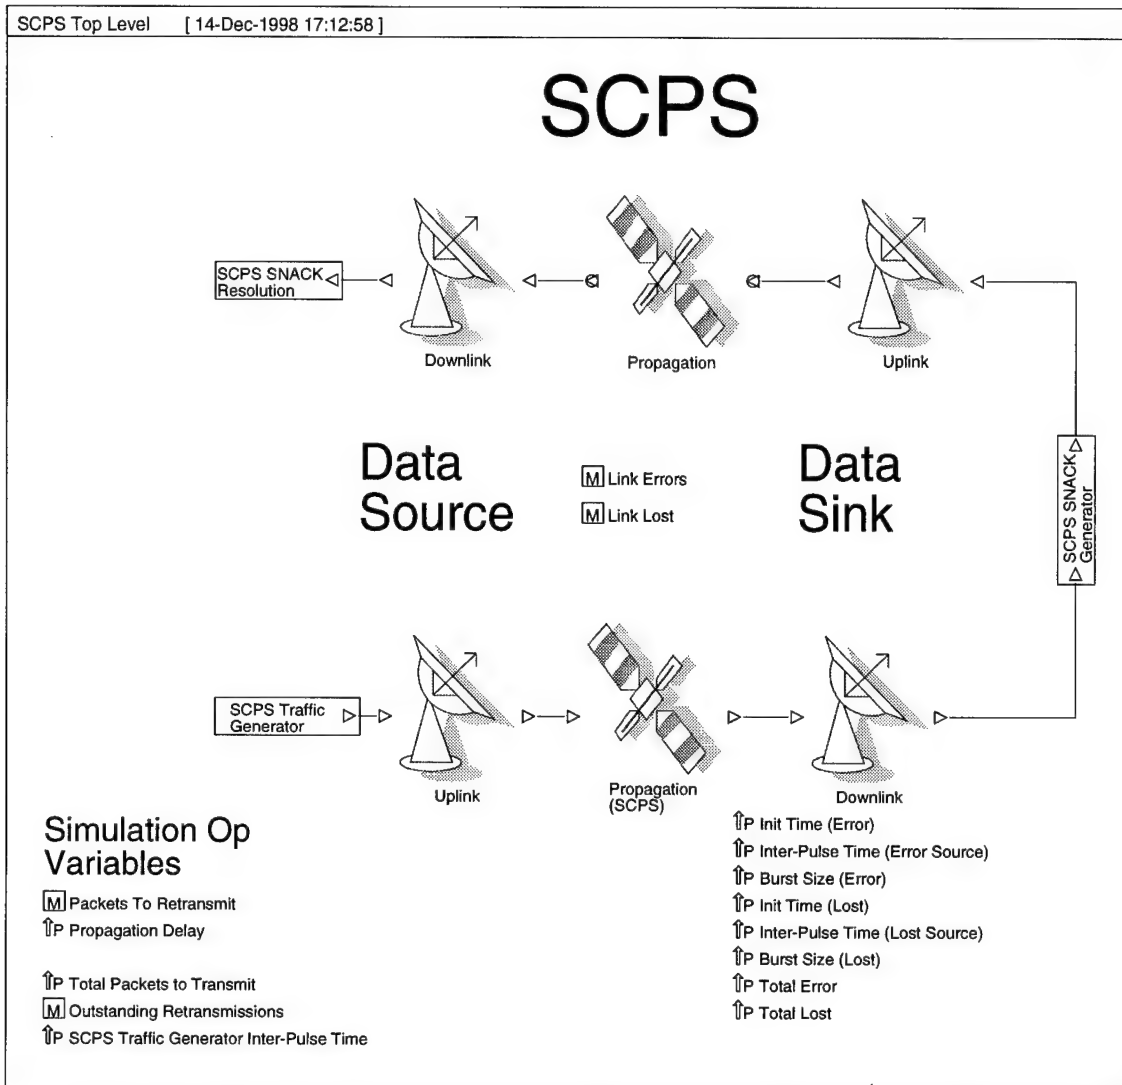 SCPS Top Level [ 14-Dec-1998 17:12:58 ]
SCPS
SCPS SNACK
Resolution
Downlink
Propagation
Uplink
Data
Source
M Link Errors
M Link Lost
Data
Sink
SCPS SNACK
Generator
SCPS Traffic
Generator
Uplink
Propagation
(SCPS)
Downlink
Simulation Op
Variables
M Packets To Retransmit
⇑P Propagation Delay
⇑P Total Packets to Transmit
M Outstanding Retransmissions
⇑P SCPS Traffic Generator Inter-Pulse Time
⇑P Init Time (Error)
⇑P Inter-Pulse Time (Error Source)
⇑P Burst Size (Error)
⇑P Init Time (Lost)
⇑P Inter-Pulse Time (Lost Source)
⇑P Burst Size (Lost)
⇑P Total Error
⇑P Total Lost